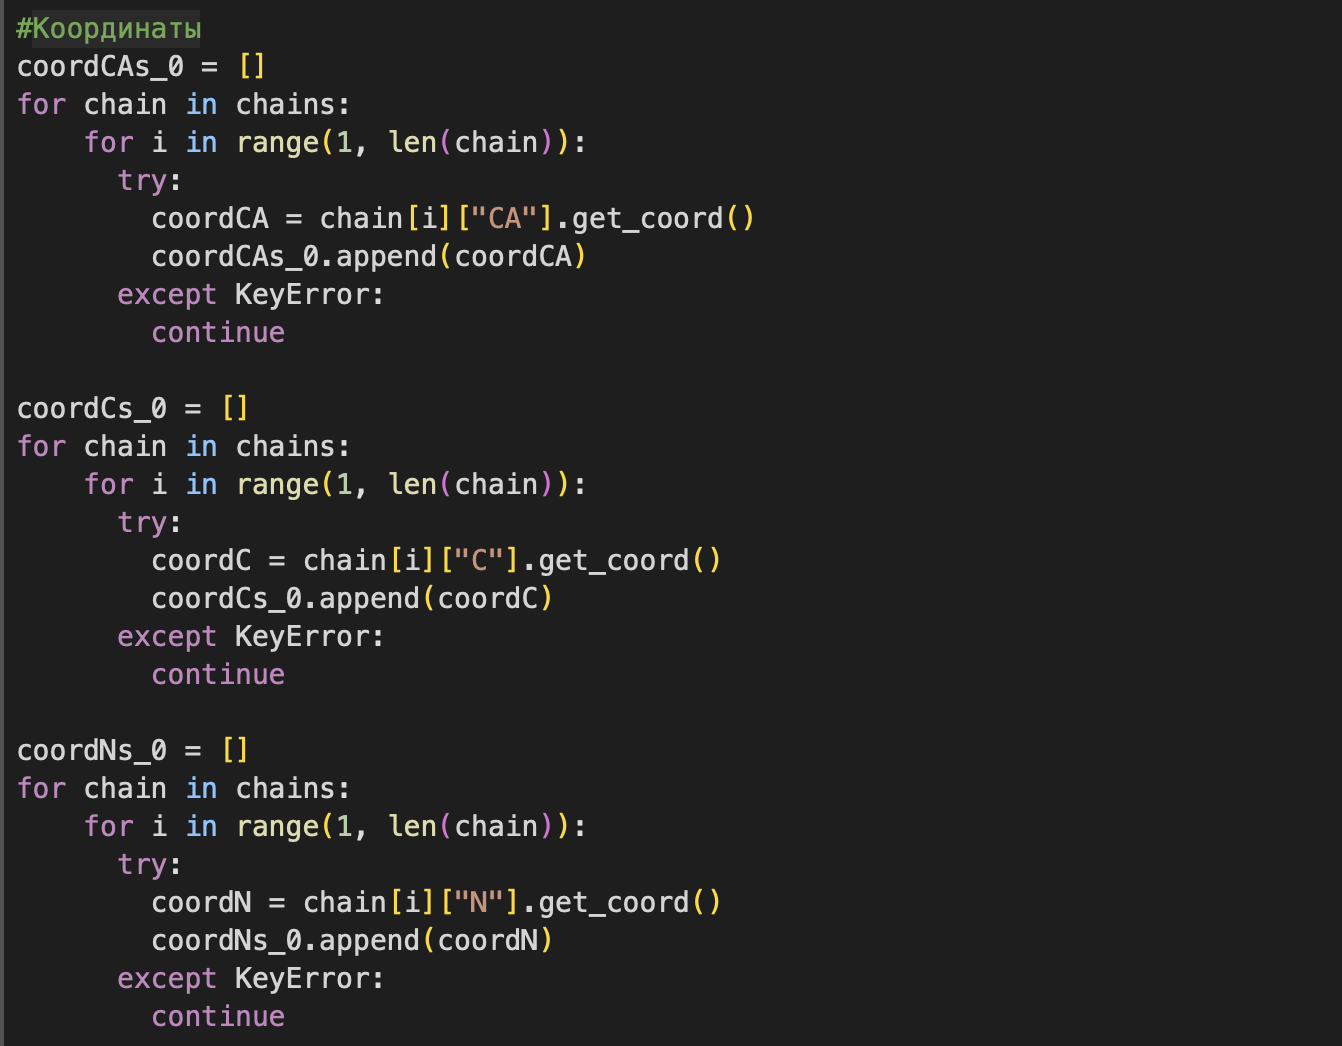 #Координаты
coordCAs_0 = []
for chain in chains:
    for i in range(1, len(chain)):
      try:
        coordCA = chain[i]["CA"].get_coord()
        coordCAs_0.append(coordCA)
      except KeyError:
        continue

coordCs_0 = []
for chain in chains:
    for i in range(1, len(chain)):
      try:
        coordC = chain[i]["C"].get_coord()
        coordCs_0.append(coordC)
      except KeyError:
        continue

coordNs_0 = []
for chain in chains:
    for i in range(1, len(chain)):
      try:
        coordN = chain[i]["N"].get_coord()
        coordNs_0.append(coordN)
      except KeyError:
        continue